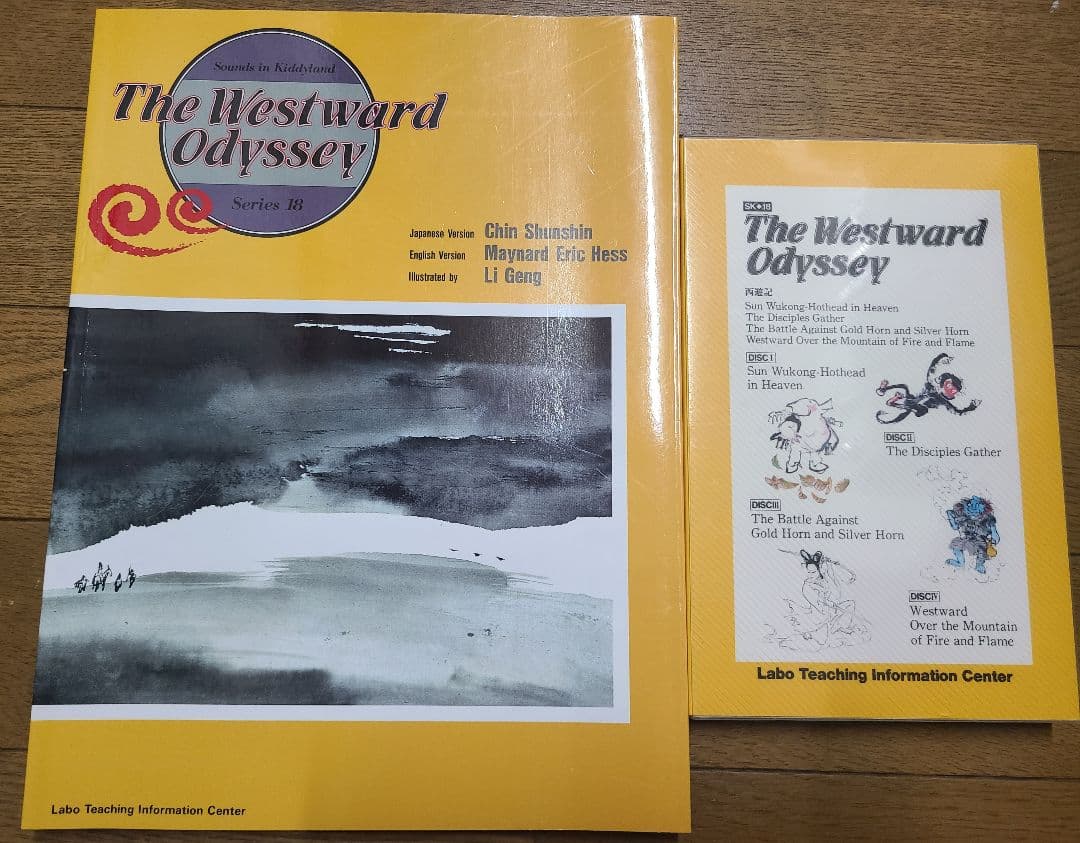 Sounds in Kiddyland
The Westward
Odyssey
Series 18
Japanese Version Chin Shunshin
English Version Maynard Eric Hess
Illustrated by Li Geng
Labo Teaching Information Center
SK◆18
The Westward
Odyssey
西遊記
Sun Wukong-Hothead in Heaven
The Disciples Gather
The Battle Against Gold Horn and Silver Horn
Westward Over the Mountain of Fire and Flame
DISC I
Sun Wukong-Hothead
in Heaven
DISC II
The Disciples Gather
DISC III
The Battle Against
Gold Horn and Silver Horn
DISC IV
Westward
Over the Mountain
of Fire and Flame
Labo Teaching Information Center